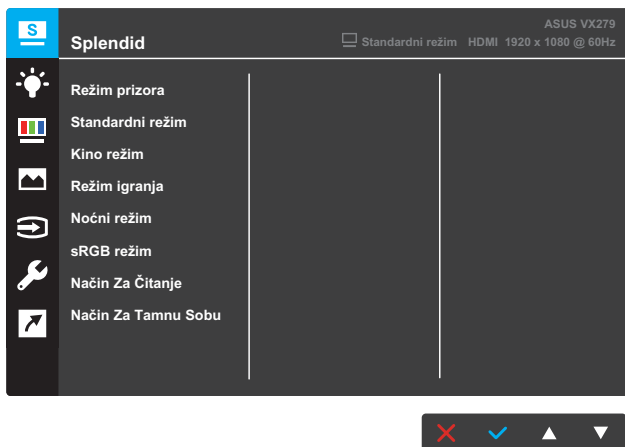 S
ASUS VX279
Splendid
Standardni režim HDMI 1920 x 1080 @ 60Hz
Režim prizora
Standardni režim
Kino režim
Režim igranja
Noćni režim
sRGB režim
Način Za Čitanje
Način Za Tamnu Sobu